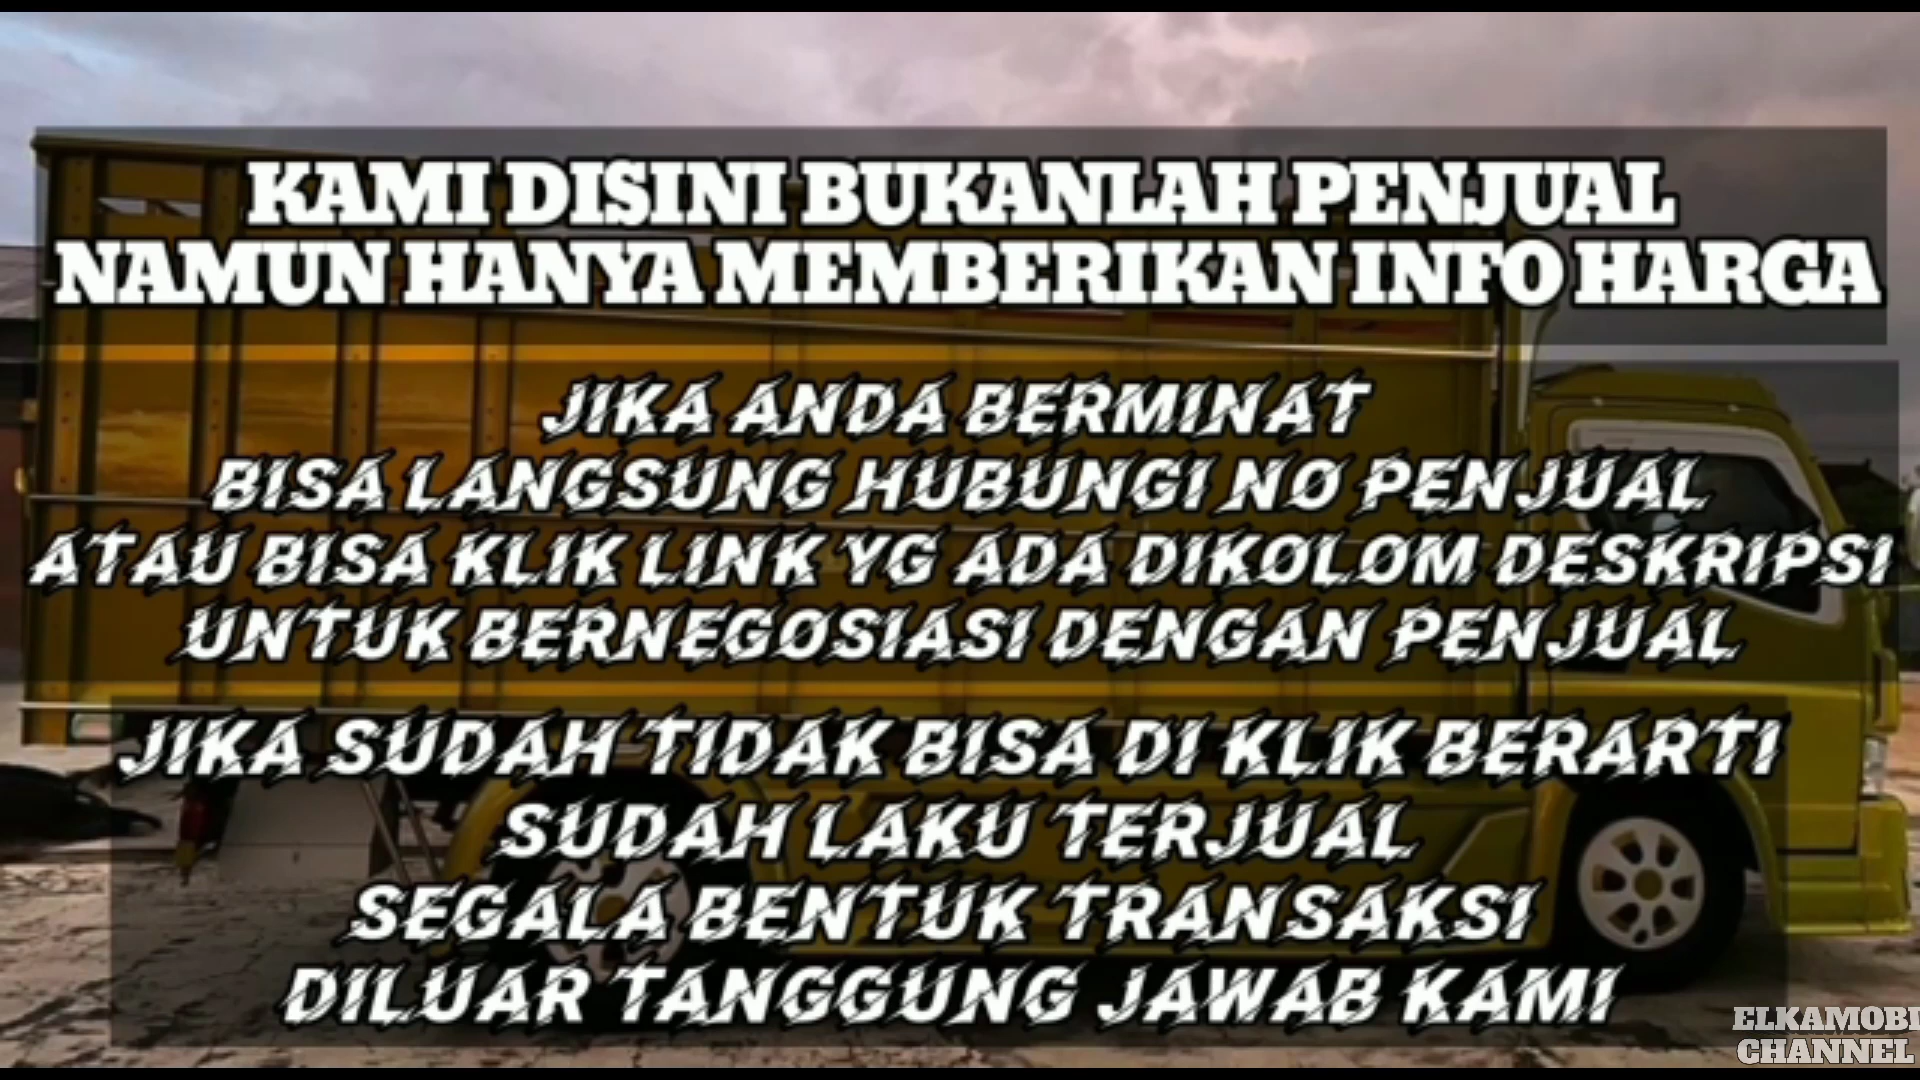 KAMI DISINI BUKANLAH PENJUAL
NAMUN HANYA MEMBERIKAN INFO HARGA
JIKA ANDA BERMINAT
BISA LANGSUNG HUBUNGI NO PENJUAL
ATAU BISA KLIK LINK YG ADA DIKOLOM DESKRIPSI
UNTUK BERNEGOSIASI DENGAN PENJUAL
JIKA SUDAH TIDAK BISA DI KLIK BERARTI
SUDAH LAKU TERJUAL
SEGALA BENTUK TRANSAKSI
DILUAR TANGGUNG JAWAB KAMI
ELKAMOBI
CHANNEL